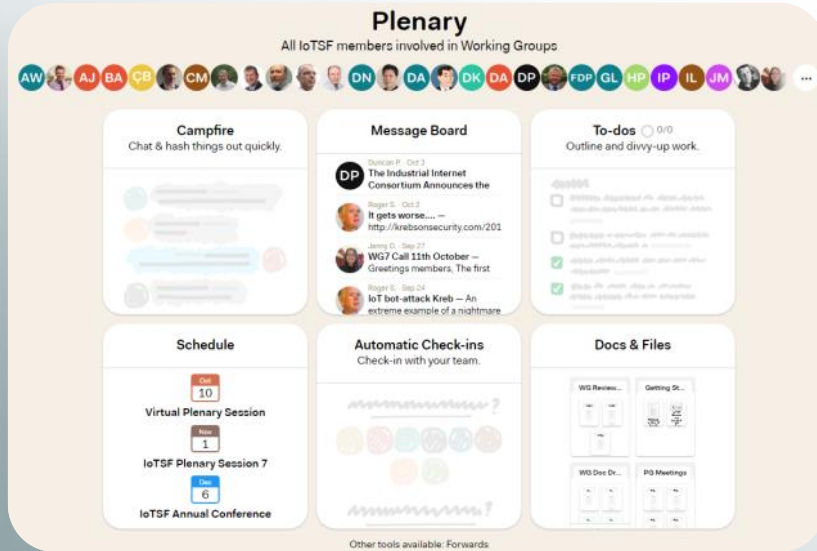 Plenary
All IoTSF members involved in Working Groups
AW AJ BA CB CM DN DA DK DA DP FDP GL HP IP IL JM ...
Campfire
Chat & hash things out quickly.
Message Board
DP
Duncan P. · Oct 3
The Industrial Internet
Consortium Announces the
Roger S. · Oct 2
It gets worse.... —
http://krebsonsecurity.com/201
Jenny D. · Sep 27
WG7 Call 11th October —
Greetings members, The first
Roger S. · Sep 24
IoT bot-attack Kreb — An
extreme example of a nightmare
To-dos 0/0
Outline and divvy-up work.
Schedule
Oct
10
Virtual Plenary Session
Nov
1
IoTSF Plenary Session 7
Dec
6
IoTSF Annual Conference
Automatic Check-ins
Check-in with your team.
?
?
Docs & Files
WG Review... Getting St...
WG Doc Dr... PG Meetings
Other tools available: Forwards